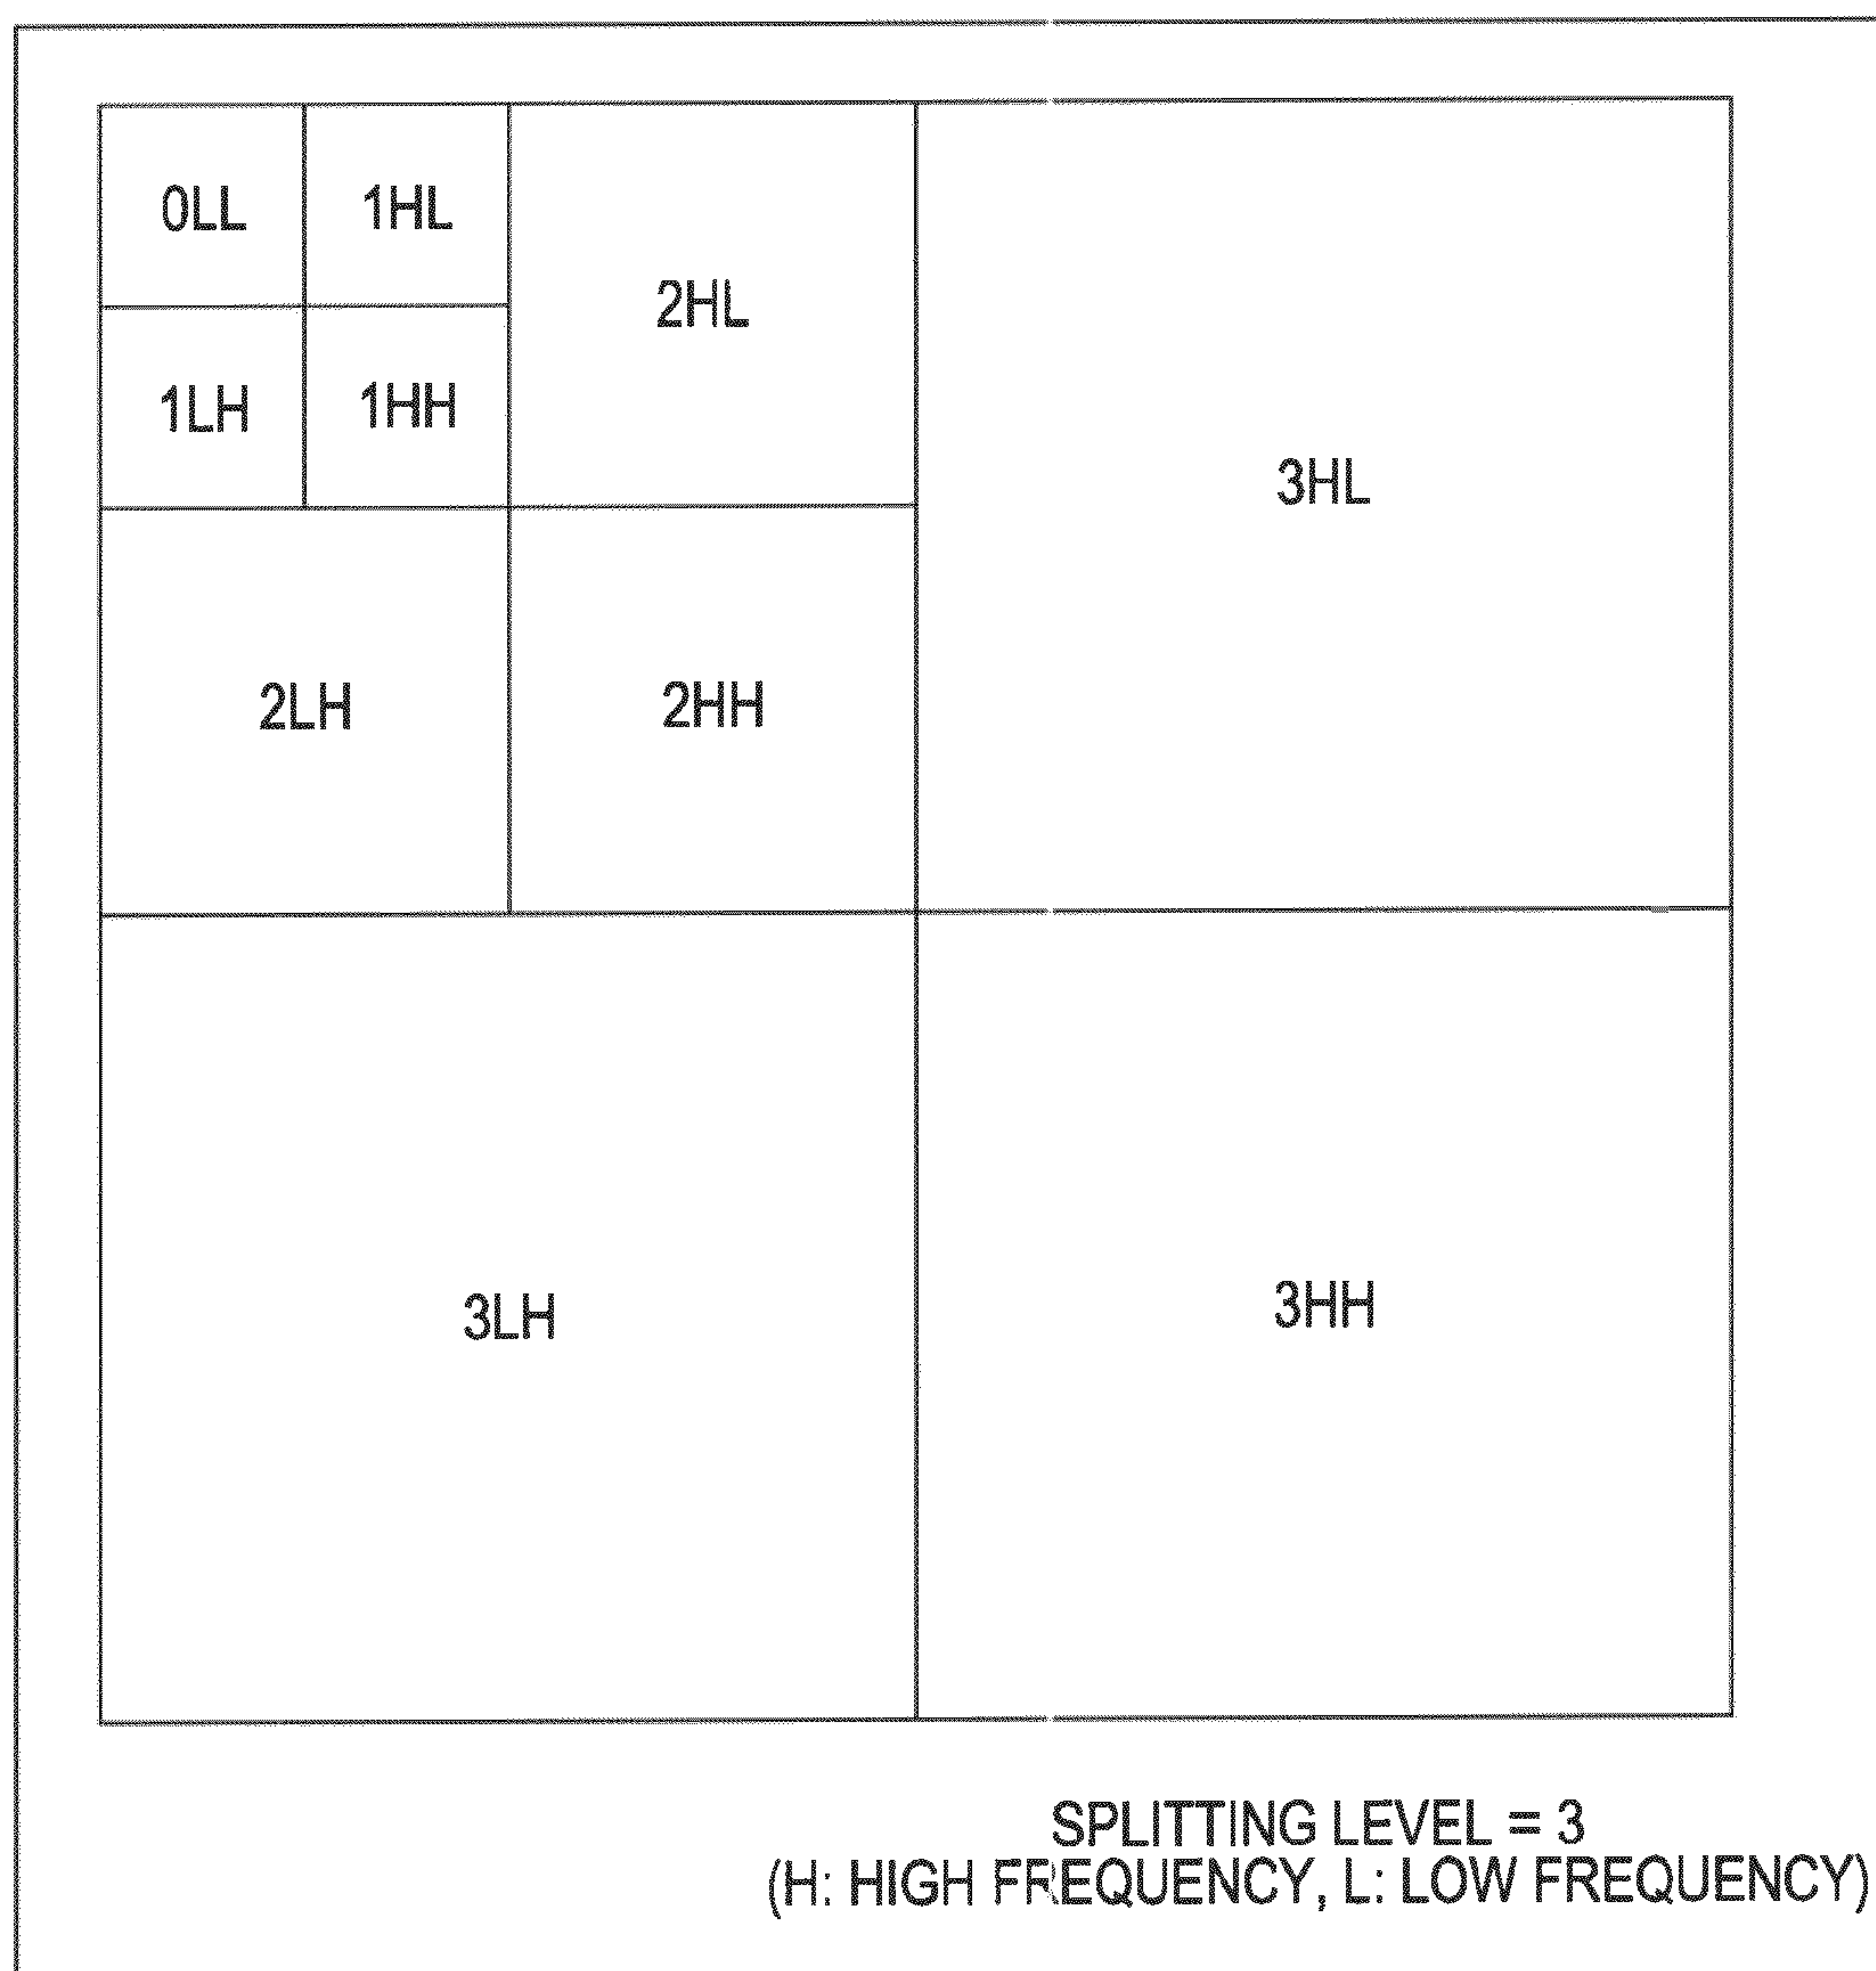 0LL 1HL
2HL
1LH 1HH
3HL
2LH 2HH
3LH 3HH
SPLITTING LEVEL = 3
(H: HIGH FREQUENCY, L: LOW FREQUENCY)